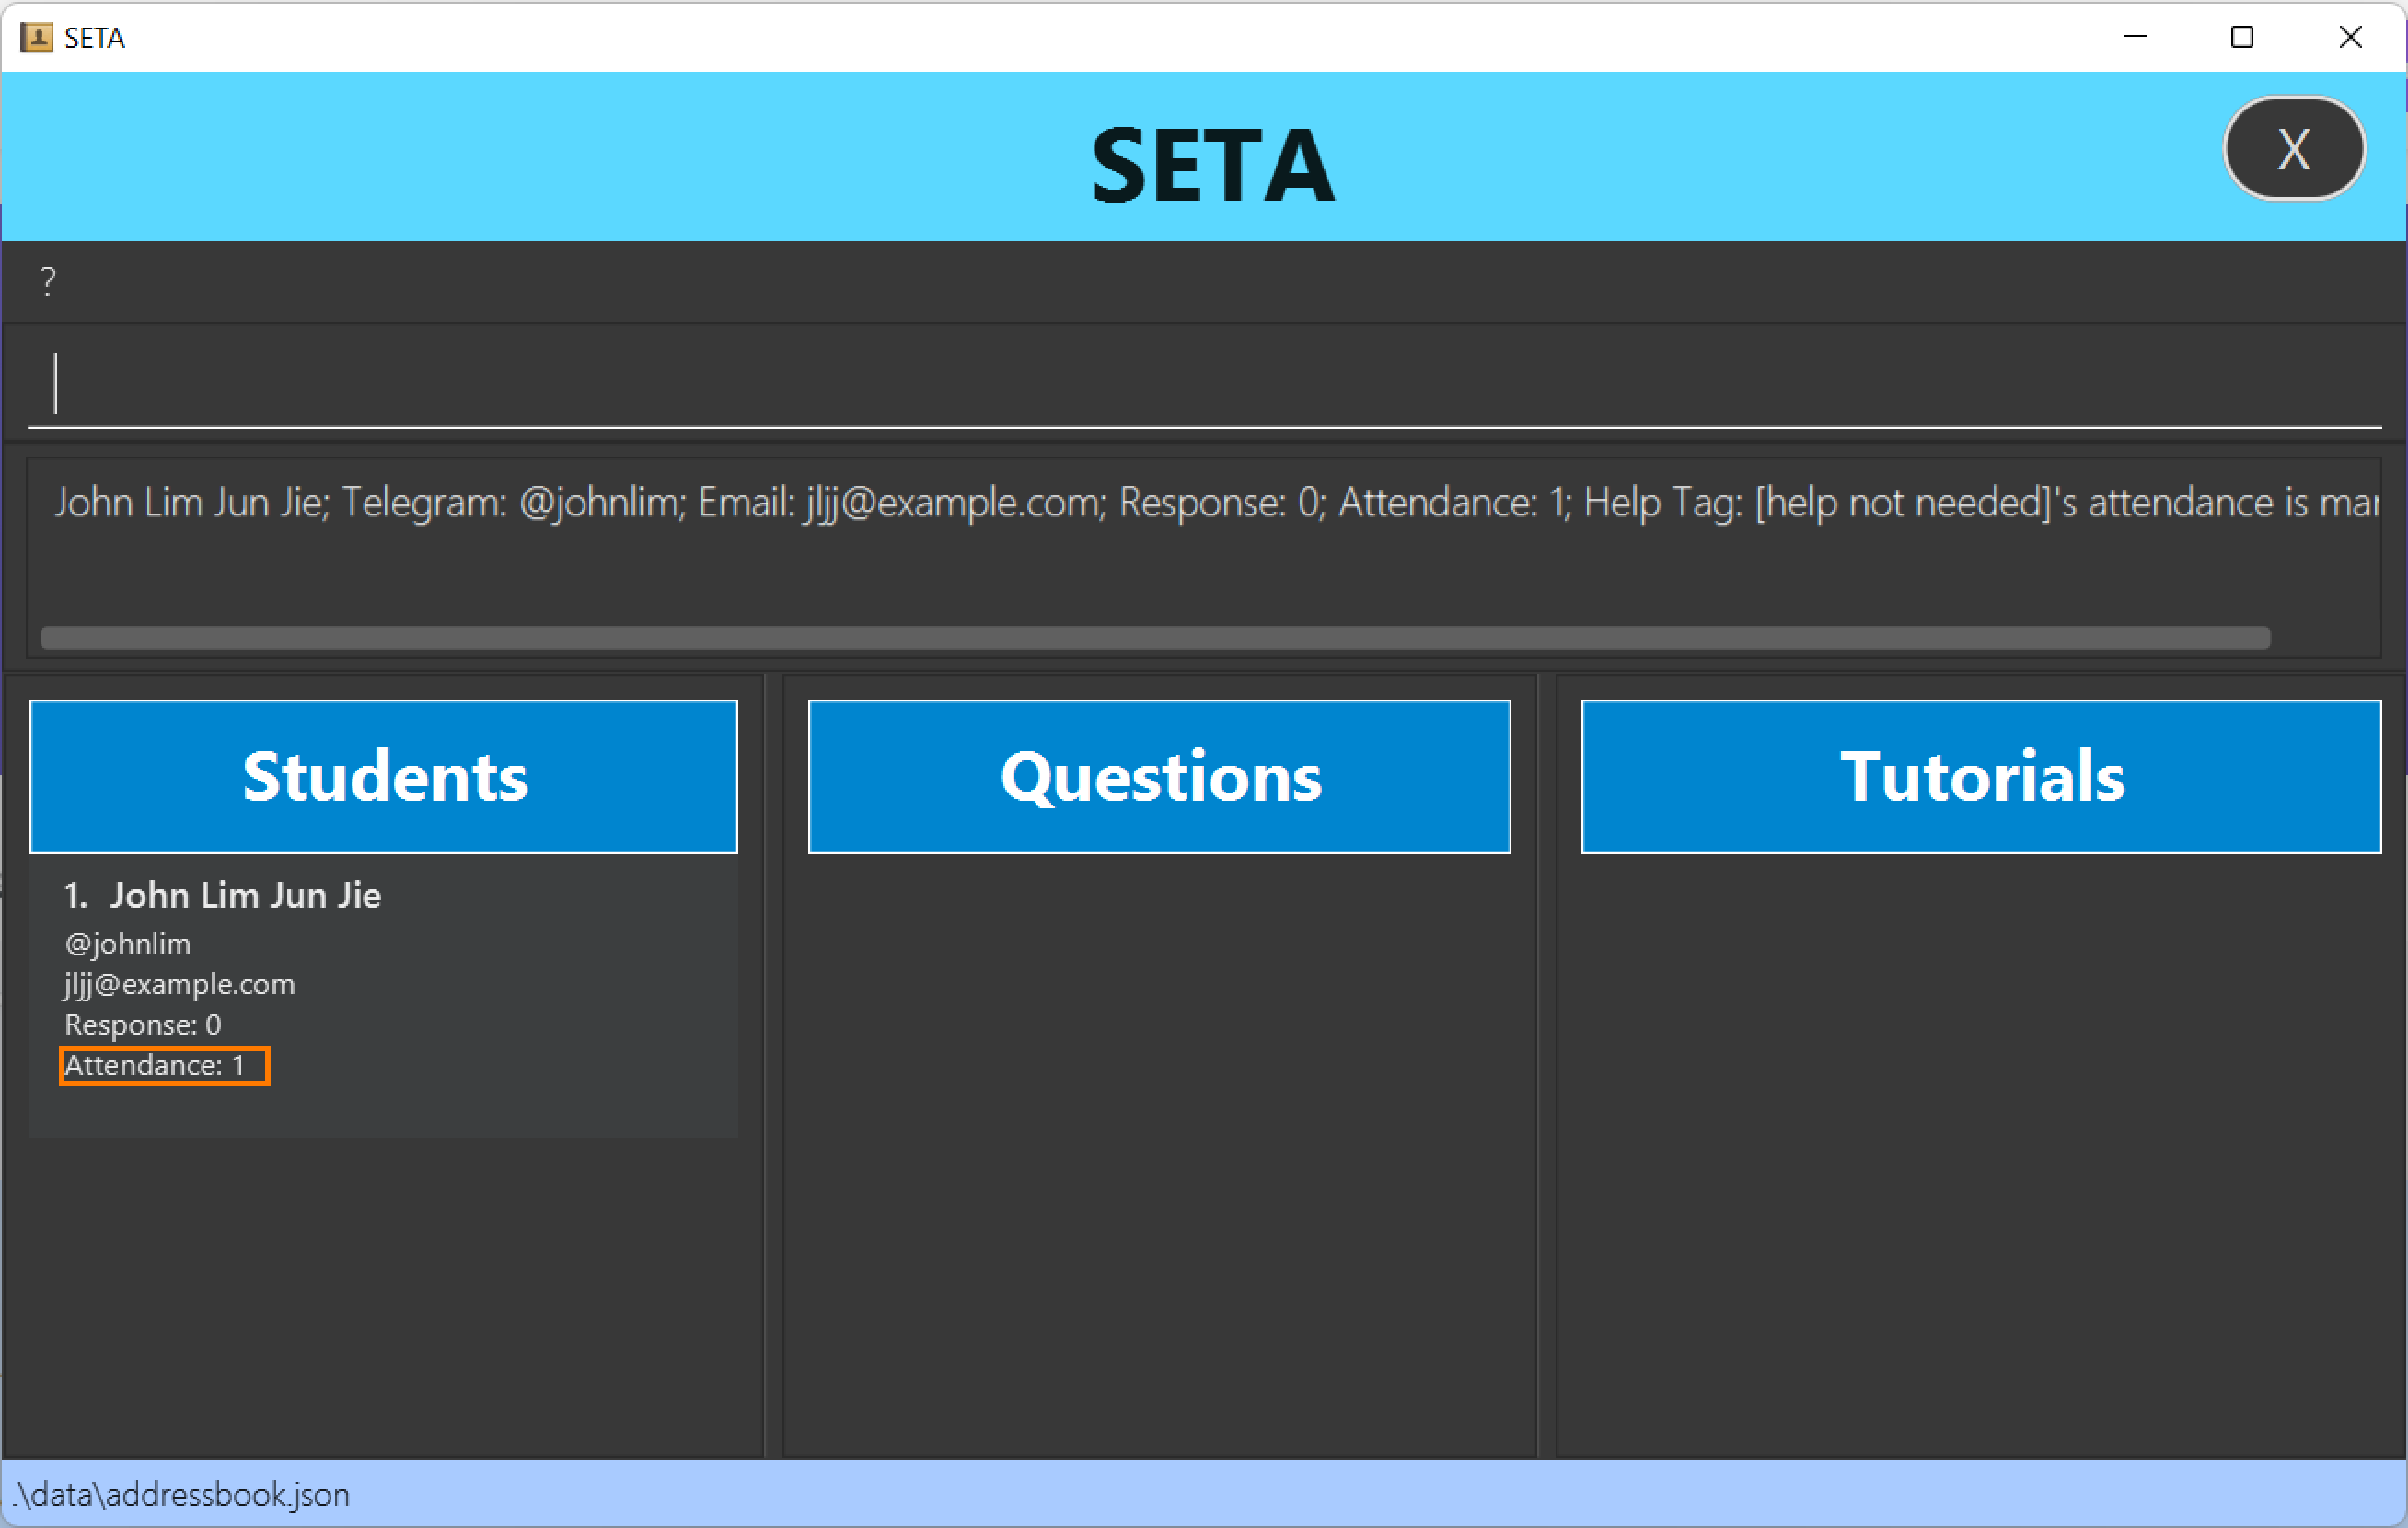 SETA
SETA
X
?
John Lim Jun Jie; Telegram: @johnlim; Email: jljj@example.com; Response: 0; Attendance: 1; Help Tag: [help not needed]'s attendance is
Students
Questions
Tutorials
1. John Lim Jun Jie
@johnlim
jljj@example.com
Response: 0
Attendance: 1
.\data\addressbook.json